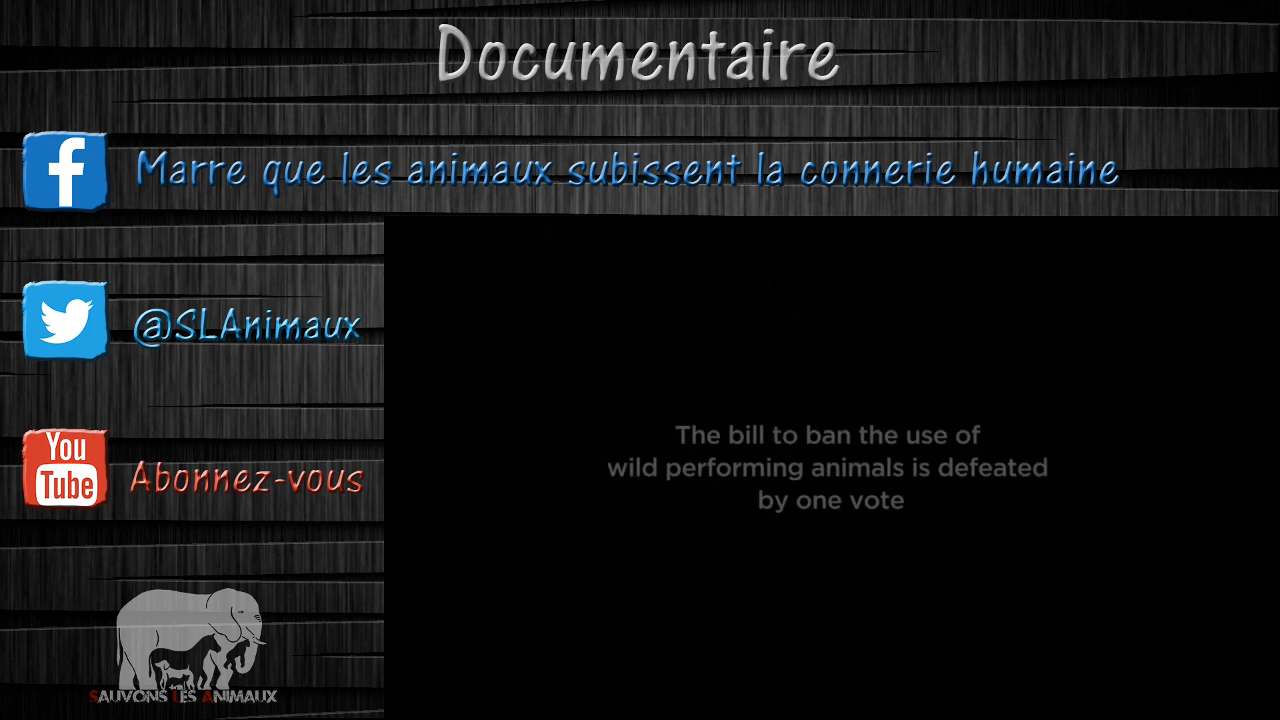 Documentaire
f Marre que les animaux subissent la connerie humaine
@SLAnimaux
You
Tube
Abonnez-vous
The bill to ban the use of
wild performing animals is defeated
by one vote
SAUVONS LES ANIMAUX